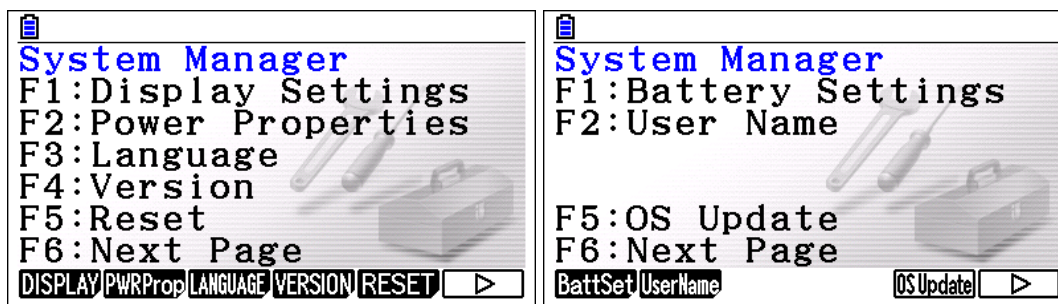 System Manager
F1:Display Settings
F2:Power Properties
F3:Language
F4:Version
F5:Reset
F6:Next Page
DISPLAY PWRProp LANGUAGE VERSION RESET ▷
System Manager
F1:Battery Settings
F2:User Name
F5:OS Update
F6:Next Page
BattSet UserName OS Update ▷